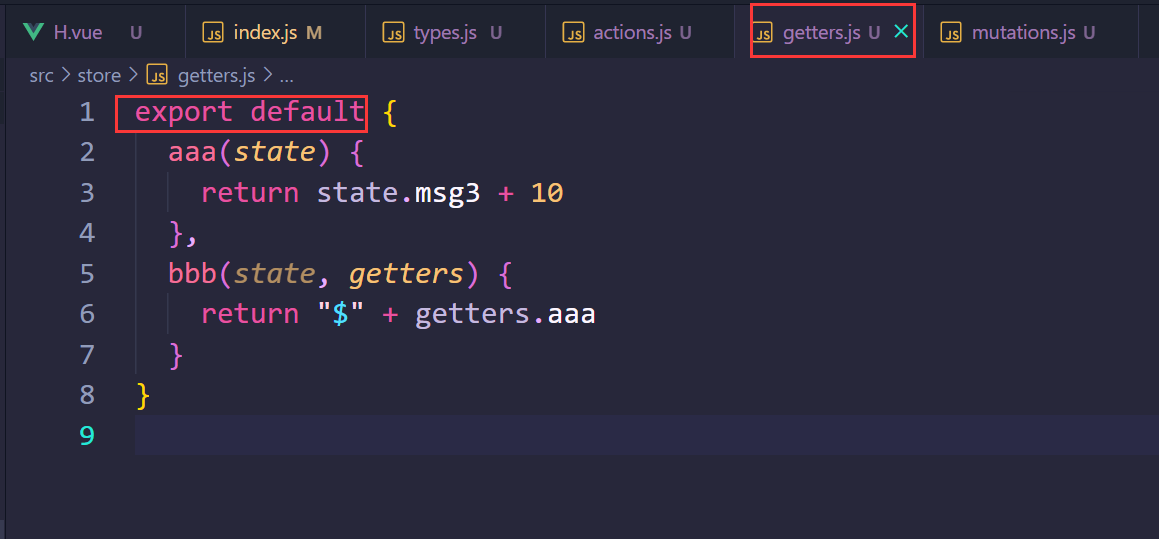 H.vue U JS index.js M JS types.js U JS actions.js U JS getters.js U × JS mutations.js U
src > store > JS getters.js > ...
1 export default {
2 aaa(state) {
3 return state.msg3 + 10
4 },
5 bbb(state, getters) {
6 return "$" + getters.aaa
7 }
8 }
9